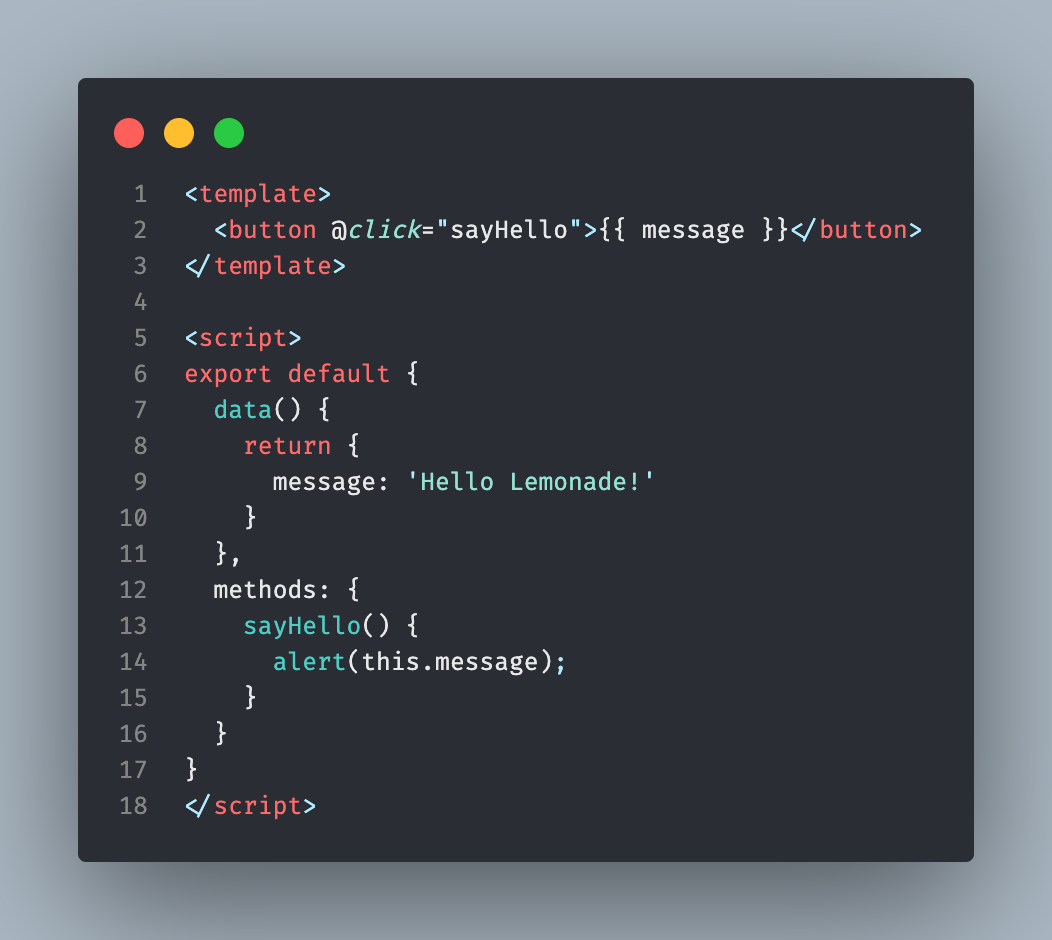 1 <template>
2   <button @click="sayHello">{{ message }}</button>
3 </template>
4
5 <script>
6 export default {
7   data() {
8     return {
9       message: 'Hello Lemonade!'
10     }
11   },
12   methods: {
13     sayHello() {
14       alert(this.message);
15     }
16   }
17 }
18 </script>